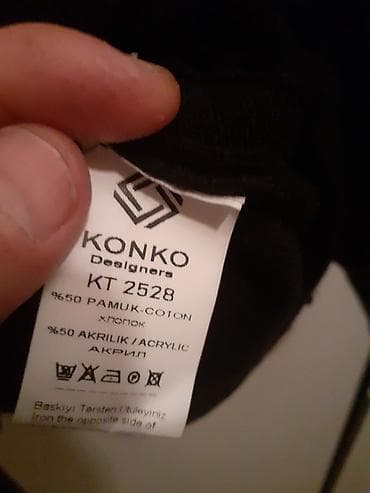 KONKO
Designers
KT 2528
%50 PAMUK-COTON
ХЛОПОК
%50 AKRILIK / ACRYLIC
АКРИЛ
Baskıyı Tersten Ütüleyiniz
Iron the opposite side of